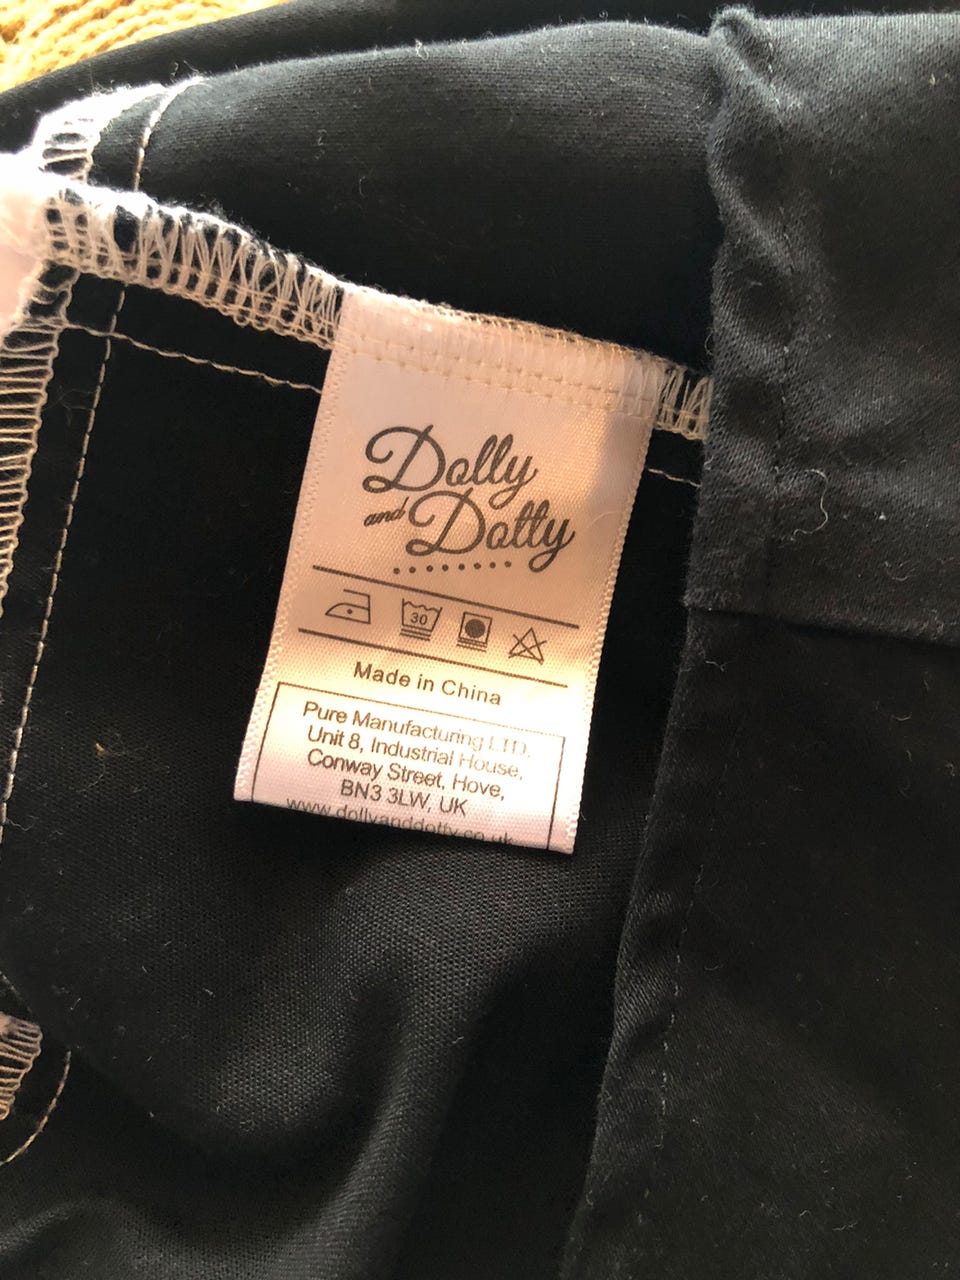 Dolly
and Dotty
30
Made in China
Pure Manufacturing LTD.
Unit 8, Industrial House,
Conway Street, Hove,
BN3 3LW, UK
www.dollyanddotty.co.uk